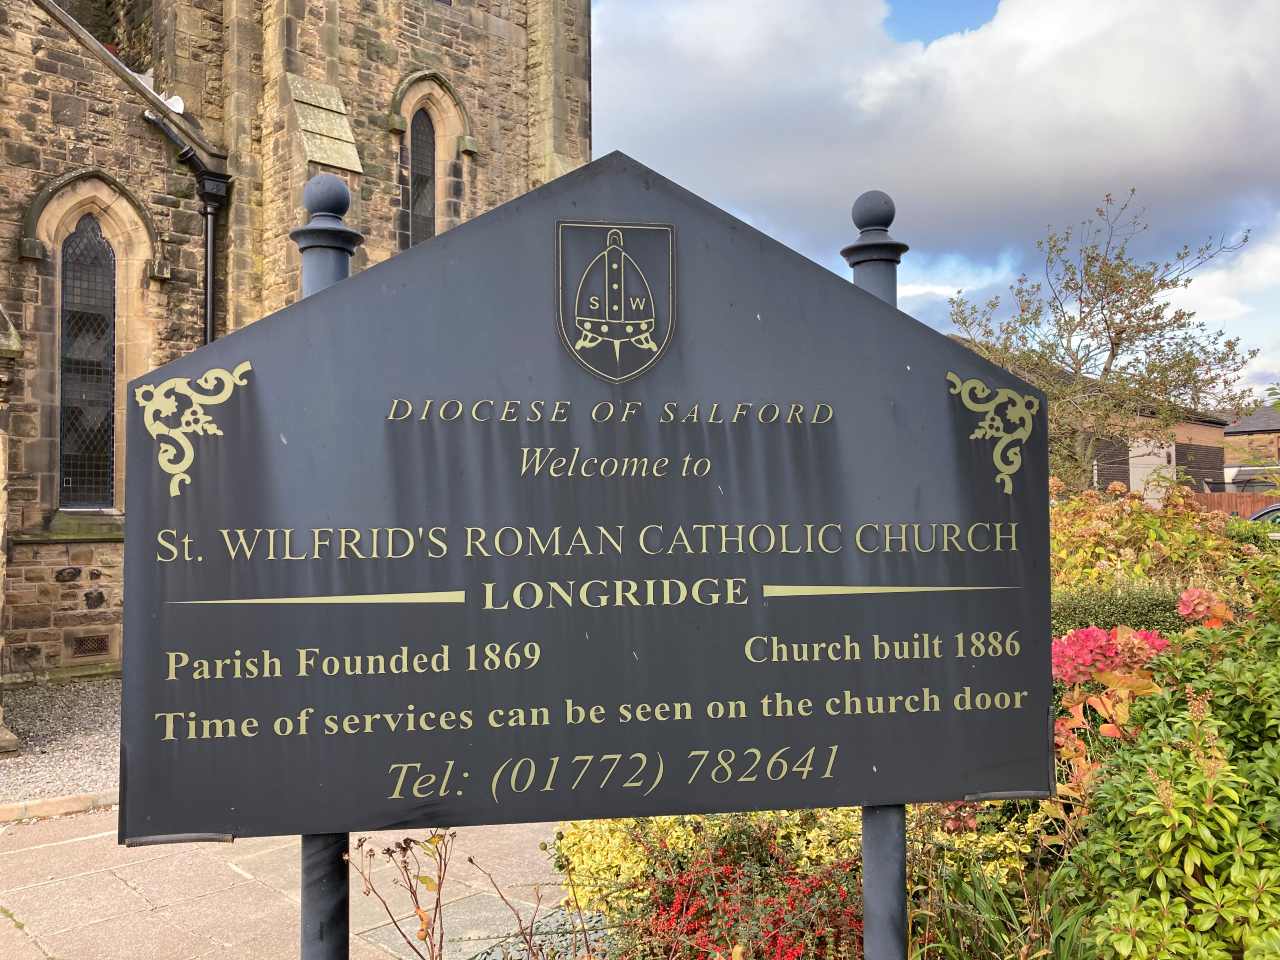 S W
DIOCESE OF SALFORD
Welcome to
St. WILFRID'S ROMAN CATHOLIC CHURCH
LONGRIDGE
Parish Founded 1869 Church built 1886
Time of services can be seen on the church door
Tel: (01772) 782641